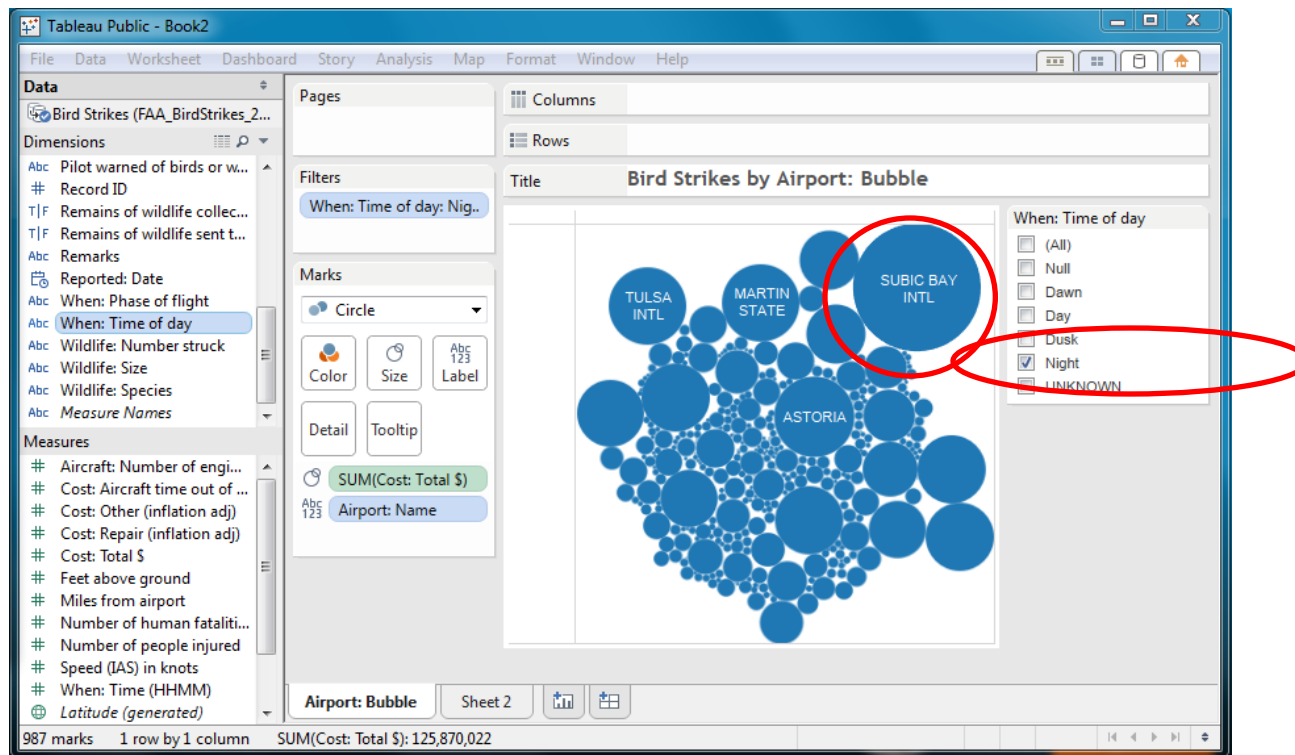 Tableau Public - Book2
File Data Worksheet Dashboard Story Analysis Map Format Window Help
Data
Bird Strikes (FAA_BirdStrikes_2...
Dimensions
Abc Pilot warned of birds or w...
# Record ID
T|F Remains of wildlife collec...
T|F Remains of wildlife sent t...
Abc Remarks
Reported: Date
Abc When: Phase of flight
Abc When: Time of day
Abc Wildlife: Number struck
Abc Wildlife: Size
Abc Wildlife: Species
Abc Measure Names
Measures
# Aircraft: Number of engi...
# Cost: Aircraft time out of ...
# Cost: Other (inflation adj)
# Cost: Repair (inflation adj)
# Cost: Total $
# Feet above ground
# Miles from airport
# Number of human fataliti...
# Number of people injured
# Speed (IAS) in knots
# When: Time (HHMM)
Latitude (generated)
Pages
Filters
When: Time of day: Nig..
Marks
Circle
Color
Size
Abc
123
Label
Detail
Tooltip
SUM(Cost: Total $)
Abc
123
Airport: Name
Columns
Rows
Title Bird Strikes by Airport: Bubble
TULSA
INTL
MARTIN
STATE
SUBIC BAY
INTL
ASTORIA
When: Time of day
(All)
Null
Dawn
Day
Dusk
Night
UNKNOWN
Airport: Bubble Sheet 2
987 marks 1 row by 1 column SUM(Cost: Total $): 125,870,022